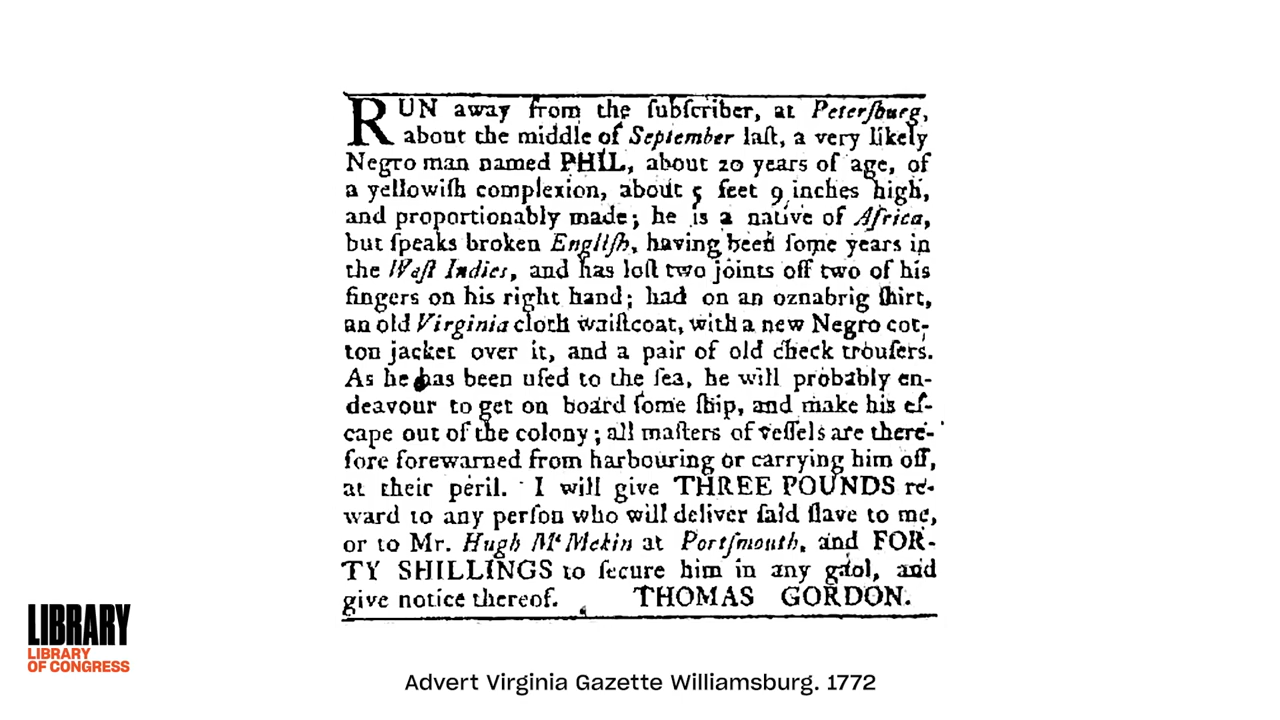 RUN away from the ſubſcriber, at Peterſburg,
about the middle of September laſt, a very likely
Negro man named PHIL, about 20 years of age, of
a yellowiſh complexion, about 5 feet 9 inches high,
and proportionably made; he is a native of Africa,
but ſpeaks broken Engliſh, having been ſome years in
the Weſt Indies, and has loſt two joints off two of his
fingers on his right hand; had on an oznabrig ſhirt,
an old Virginia cloth waiſtcoat, with a new Negro cot-
ton jacket over it, and a pair of old check trouſers.
As he has been uſed to the ſea, he will probably en-
deavour to get on board ſome ſhip, and make his eſ-
cape out of the colony; all maſters of veſſels are there-
fore forewarned from harbouring or carrying him off,
at their peril. I will give THREE POUNDS re-
ward to any perſon who will deliver ſaid ſlave to me,
or to Mr. Hugh M'Mekin at Portſmouth, and FOR-
TY SHILLINGS to ſecure him in any gaol, and
give notice thereof. THOMAS GORDON.
LIBRARY
LIBRARY
OF CONGRESS
Advert Virginia Gazette Williamsburg. 1772